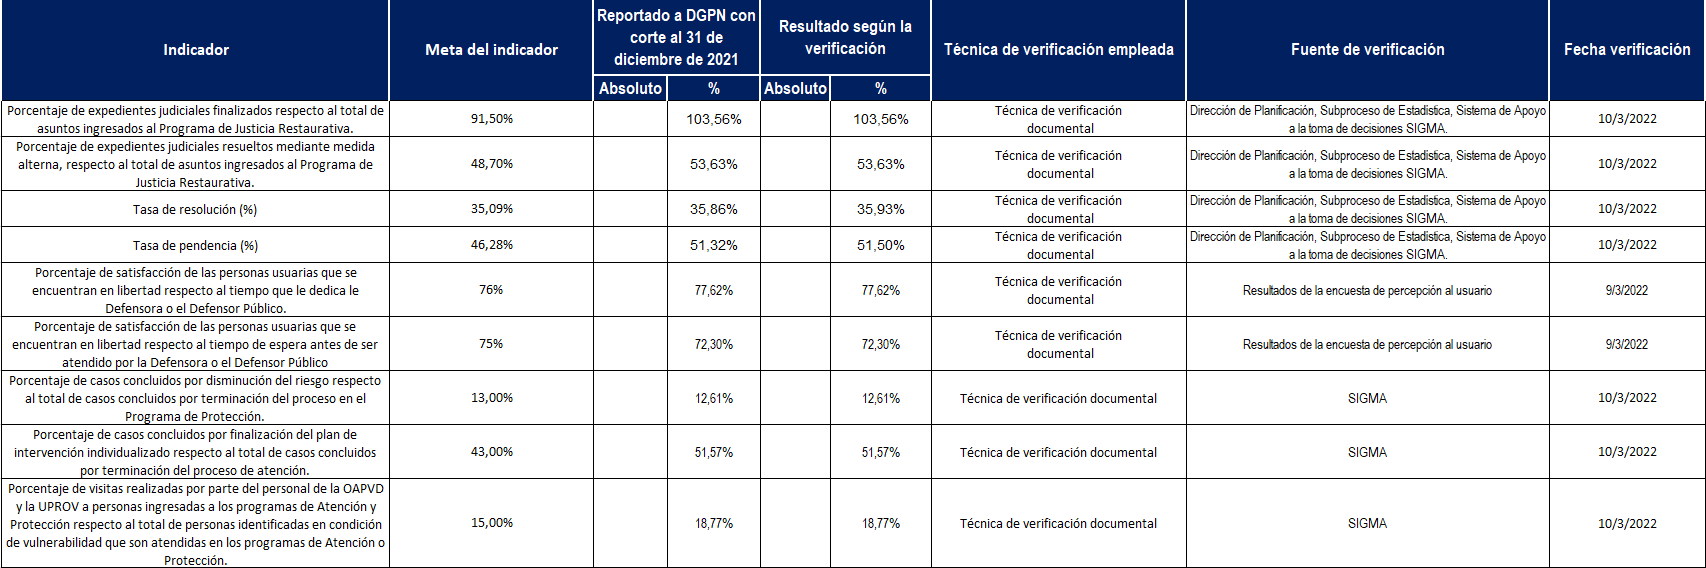 Indicador
Meta del indicador
Reportado a DGPN con
corte al 31 de
diciembre de 2021
Resultado según la
verificación
Técnica de verificación empleada
Fuente de verificación
Fecha verificación
Absoluto
%
Absoluto
%
Porcentaje de expedientes judiciales finalizados respecto al total de
asuntos ingresados al Programa de Justicia Restaurativa.
91,50%
103,56%
103,56%
Técnica de verificación
documental
Dirección de Planificación, Subproceso de Estadistica, Sistema de Apoyo
a la toma de decisiones SIGMA.
10/3/2022
Porcentaje de expedientes judiciales resueltos mediante medida
alterna, respecto al total de asuntos ingresados al Programa de
Justicia Restaurativa.
48,70%
53,63%
53,63%
Técnica de verificación
documental
Dirección de Planificación, Subproceso de Estadistica, Sistema de Apoyo
a la toma de decisiones SIGMA.
10/3/2022
Tasa de resolución (%)
35,09%
35,86%
35,93%
Técnica de verificación
documental
Dirección de Planificación, Subproceso de Estadistica, Sistema de Apoyo
a la toma de decisiones SIGMA.
10/3/2022
Tasa de pendencia (%)
46,28%
51,32%
51,50%
Técnica de verificación
documental
Dirección de Planificación, Subproceso de Estadistica, Sistema de Apoyo
a la toma de decisiones SIGMA.
10/3/2022
Porcentaje de satisfacción de las personas usuarias que se
encuentran en libertad respecto al tiempo que le dedica le
Defensora o el Defensor Público.
76%
77,62%
77,62%
Técnica de verificación
documental
Resultados de la encuesta de percepción al usuario
9/3/2022
Porcentaje de satisfacción de las personas usuarias que se
encuentran en libertad respecto al tiempo de espera antes de ser
atendido por la Defensora o el Defensor Público
75%
72,30%
72,30%
Técnica de verificación
documental
Resultados de la encuesta de percepción al usuario
9/3/2022
Porcentaje de casos concluidos por disminución del riesgo respecto
al total de casos concluidos por terminación del proceso en el
Programa de Protección.
13,00%
12,61%
12,61%
Técnica de verificación documental
SIGMA
10/3/2022
Porcentaje de casos concluidos por finalización del plan de
intervención individualizado respecto al total de casos concluidos
por terminación del proceso de atención.
43,00%
51,57%
51,57%
Técnica de verificación documental
SIGMA
10/3/2022
Porcentaje de visitas realizadas por parte del personal de la OAPVD
y la UPROV a personas ingresadas a los programas de Atención y
Protección respecto al total de personas identificadas en condición
de vulnerabilidad que son atendidas en los programas de Atención o
Protección.
15,00%
18,77%
18,77%
Técnica de verificación documental
SIGMA
10/3/2022